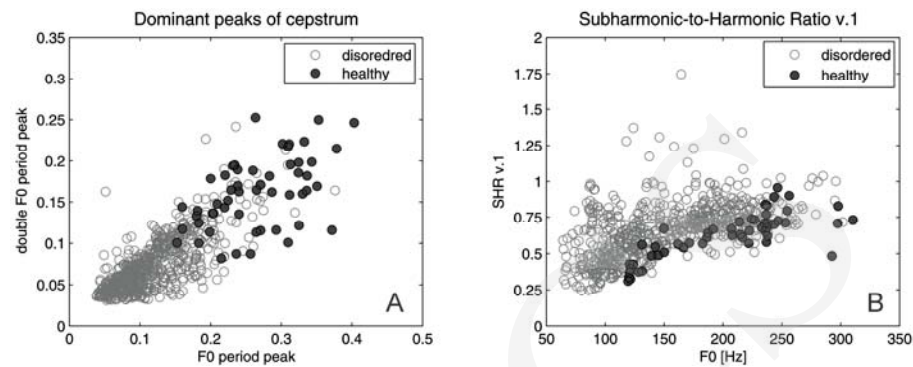 Dominant peaks of cepstrum
0.35
0.3
0.25
0.2
0.15
0.1
0.05
0
double F0 period peak
disoredred
healthy
A
0 0.1 0.2 0.3 0.4 0.5
F0 period peak
Subharmonic-to-Harmonic Ratio v.1
2
1.75
1.5
1.25
1
0.75
0.5
0.25
0
SHR v.1
disordered
healthy
B
50 100 150 200 250 300 350
F0 [Hz]